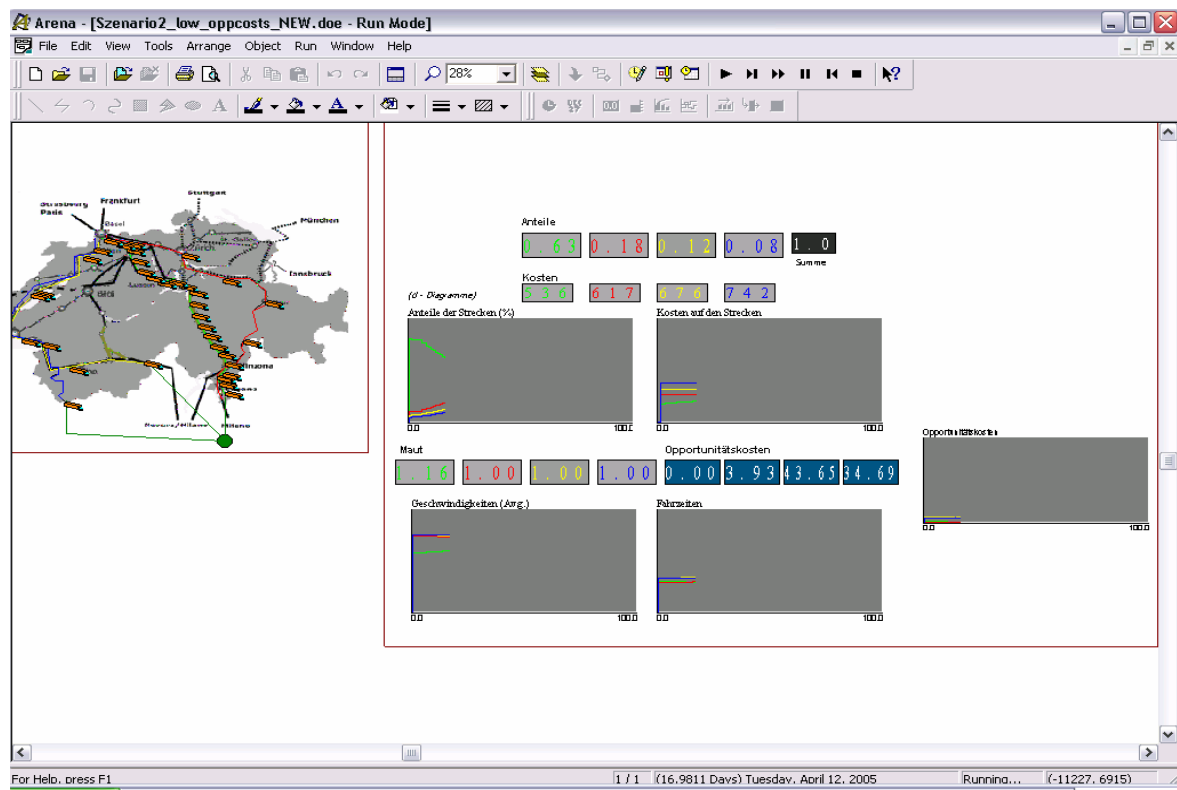 Arena - [Szenario2_low_oppcosts_NEW.doe - Run Mode]
File Edit View Tools Arrange Object Run Window Help
28%
Stuttgart
Strasbourg Frankfurt
Paris
München
Basel
Innsbruck
Luzern
Milano
Anteile
0.63 0.18 0.12 0.08 1.0
Summe
Kosten
536 617 676 742
(d - Diagramme)
Anteile der Strecken (%) Kosten auf den Strecken
0.0 100.0 0.0 100.0
Opportunitätskosten
0.0 100.0
Maut Opportunitätskosten
1.16 1.00 1.00 1.00 0.00 3.93 43.65 34.69
Geschwindigkeiten (Avg.) Fahrzeiten
0.0 100.0 0.0 100.0
For Help, press F1 1 / 1 (16.9811 Days) Tuesday, April 12, 2005 Running... (-11227, 6915)